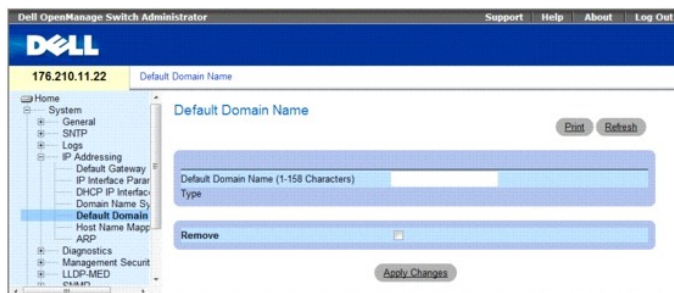 Dell OpenManage Switch Administrator
Support Help About Log Out
DELL
176.210.11.22
Default Domain Name
Home
System
General
SNTP
Logs
IP Addressing
Default Gateway
IP Interface Parar
DHCP IP Interfac
Domain Name Sy
Default Domain
Host Name Mapp
ARP
Diagnostics
Management Securit
LLDP-MED
SNMP
Default Domain Name
Print Refresh
Default Domain Name (1-158 Characters)
Type
Remove
Apply Changes